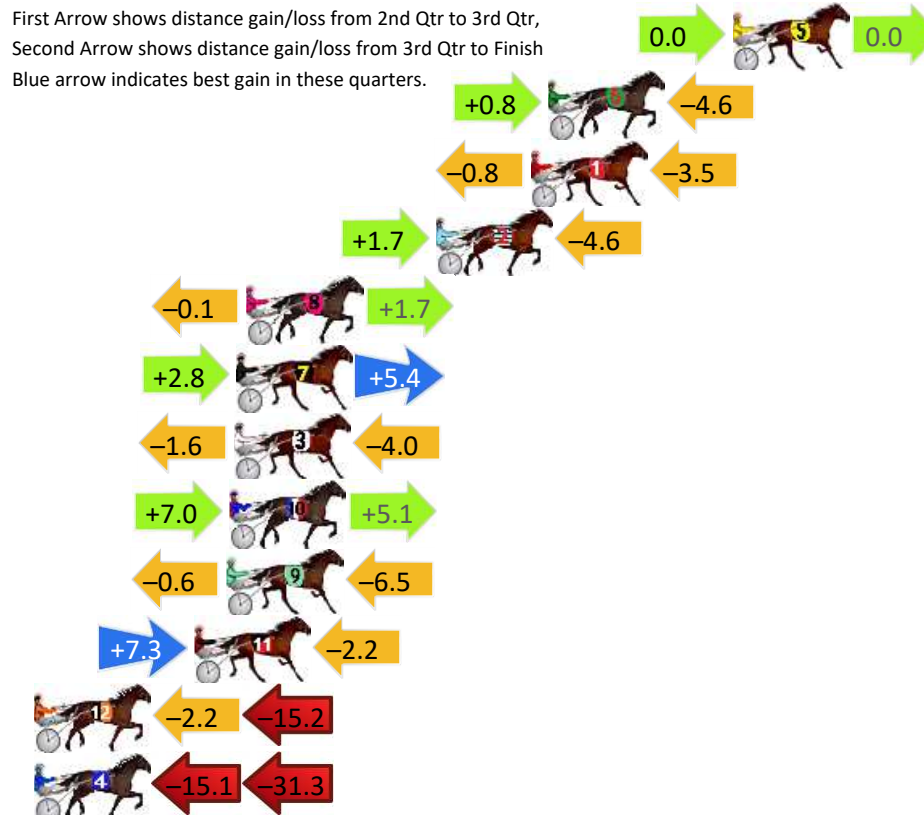 First Arrow shows distance gain/loss from 2nd Qtr to 3rd Qtr,
Second Arrow shows distance gain/loss from 3rd Qtr to Finish
Blue arrow indicates best gain in these quarters.
0.0 5 0.0
+0.8 6 –4.6
–0.8 1 –3.5
+1.7 –4.6
–0.1 8 +1.7
+2.8 7 +5.4
–1.6 3 –4.0
+7.0 10 +5.1
–0.6 9 –6.5
+7.3 11 –2.2
12 –2.2 –15.2
4 –15.1 –31.3